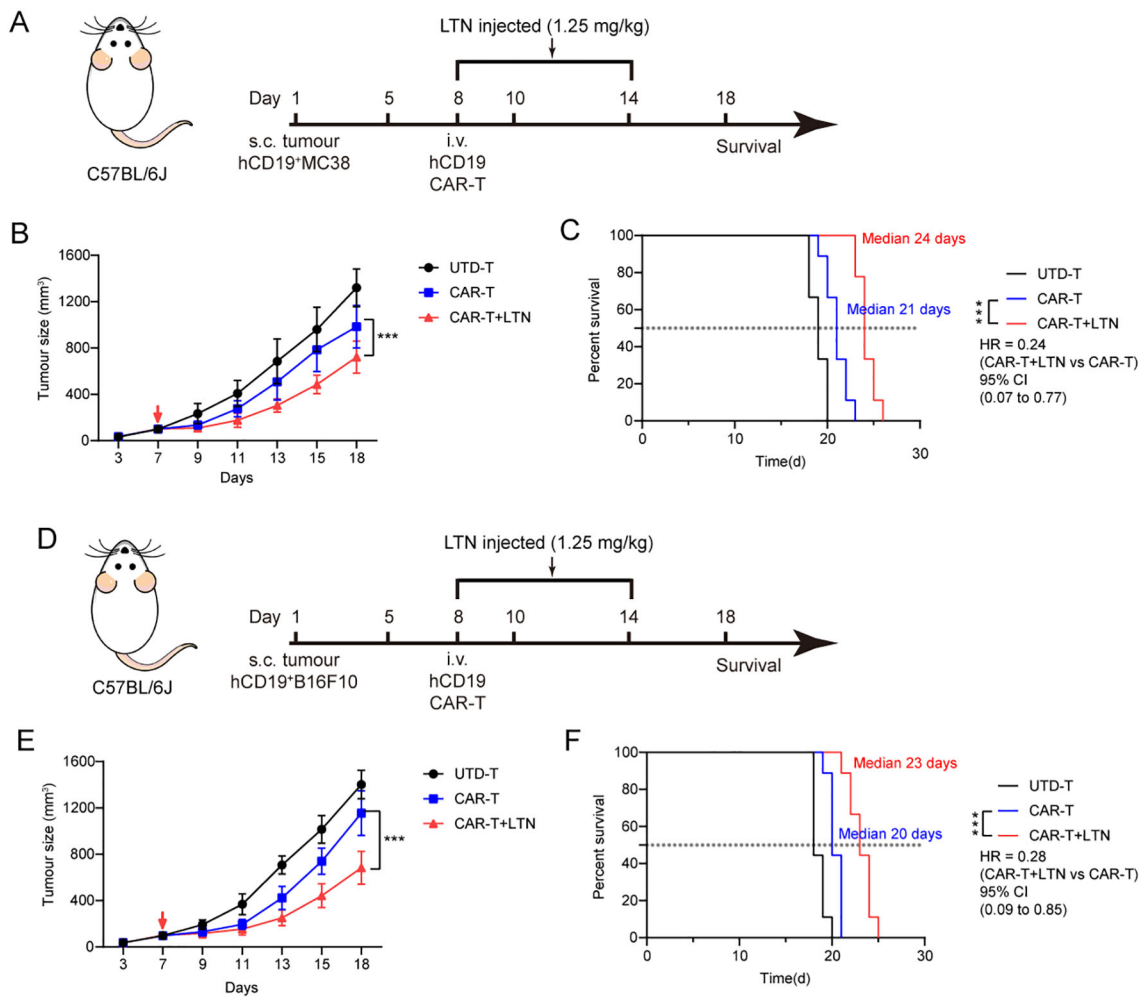 A
LTN injected (1.25 mg/kg)
Day 1 5 8 10 14 18
s.c. tumour
hCD19⁺MC38
i.v.
hCD19
CAR-T
Survival
C57BL/6J
B
Tumour size (mm³)
1600
1200
800
400
0
3 7 9 11 13 15 18
Days
UTD-T
CAR-T
CAR-T+LTN
***
C
Percent survival
100
80
60
40
20
0
0 10 20 30
Time(d)
Median 24 days
Median 21 days
UTD-T
CAR-T
CAR-T+LTN
***
HR = 0.24
(CAR-T+LTN vs CAR-T)
95% CI
(0.07 to 0.77)
D
LTN injected (1.25 mg/kg)
Day 1 5 8 10 14 18
s.c. tumour
hCD19⁺B16F10
i.v.
hCD19
CAR-T
Survival
C57BL/6J
E
Tumour size (mm³)
1600
1200
800
400
0
3 7 9 11 13 15 18
Days
UTD-T
CAR-T
CAR-T+LTN
***
F
Percent survival
100
80
60
40
20
0
0 10 20 30
Time(d)
Median 23 days
Median 20 days
UTD-T
CAR-T
CAR-T+LTN
***
HR = 0.28
(CAR-T+LTN vs CAR-T)
95% CI
(0.09 to 0.85)